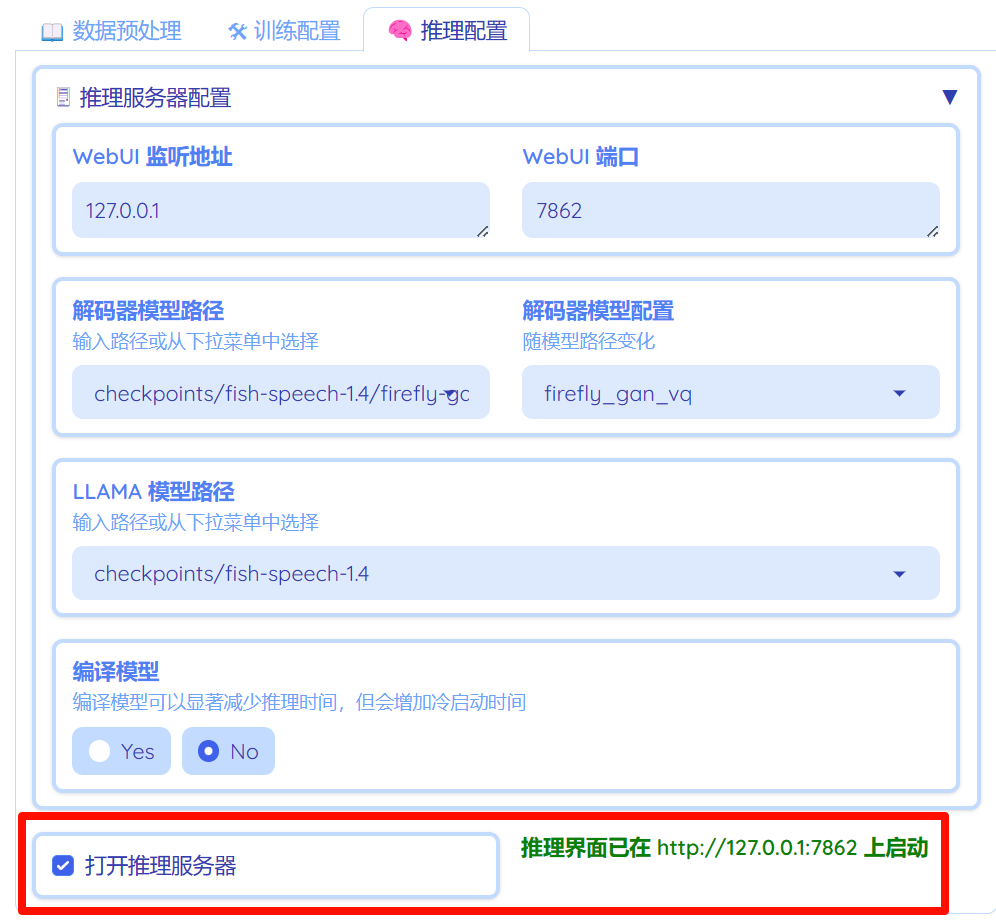 数据预处理 训练配置 推理配置
推理服务器配置
WebUI 监听地址 WebUI 端口
127.0.0.1 7862
解码器模型路径 解码器模型配置
输入路径或从下拉菜单中选择 随模型路径变化
checkpoints/fish-speech-1.4/firefly-gc firefly_gan_vq
LLAMA 模型路径
输入路径或从下拉菜单中选择
checkpoints/fish-speech-1.4
编译模型
编译模型可以显著减少推理时间，但会增加冷启动时间
Yes No
打开推理服务器 推理界面已在 http://127.0.0.1:7862 上启动